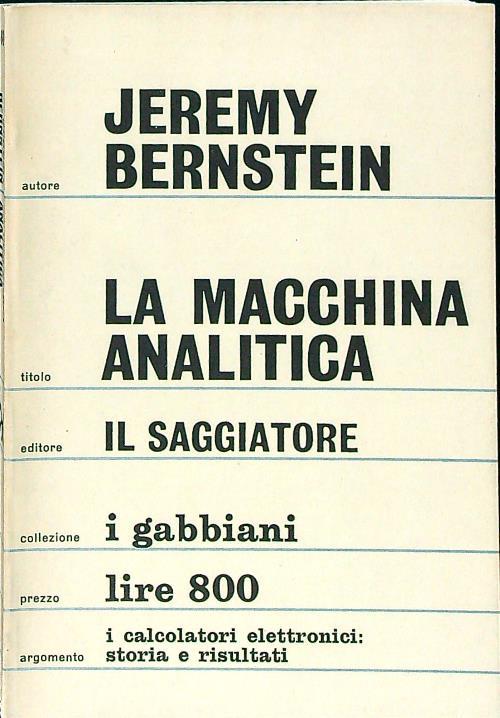 JEREMY
autore BERNSTEIN
LA MACCHINA
titolo ANALITICA
editore IL SAGGIATORE
collezione i gabbiani
prezzo lire 800
i calcolatori elettronici:
argomento storia e risultati